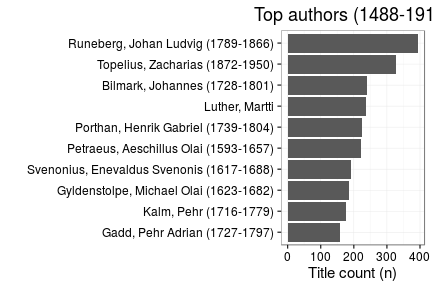 Top authors (1488-191
Runeberg, Johan Ludvig (1789-1866)
Topelius, Zacharias (1872-1950)
Bilmark, Johannes (1728-1801)
Luther, Martti
Porthan, Henrik Gabriel (1739-1804)
Petraeus, Aeschillus Olai (1593-1657)
Svenonius, Enevaldus Svenonis (1617-1688)
Gyldenstolpe, Michael Olai (1623-1682)
Kalm, Pehr (1716-1779)
Gadd, Pehr Adrian (1727-1797)
0 100 200 300 400
Title count (n)